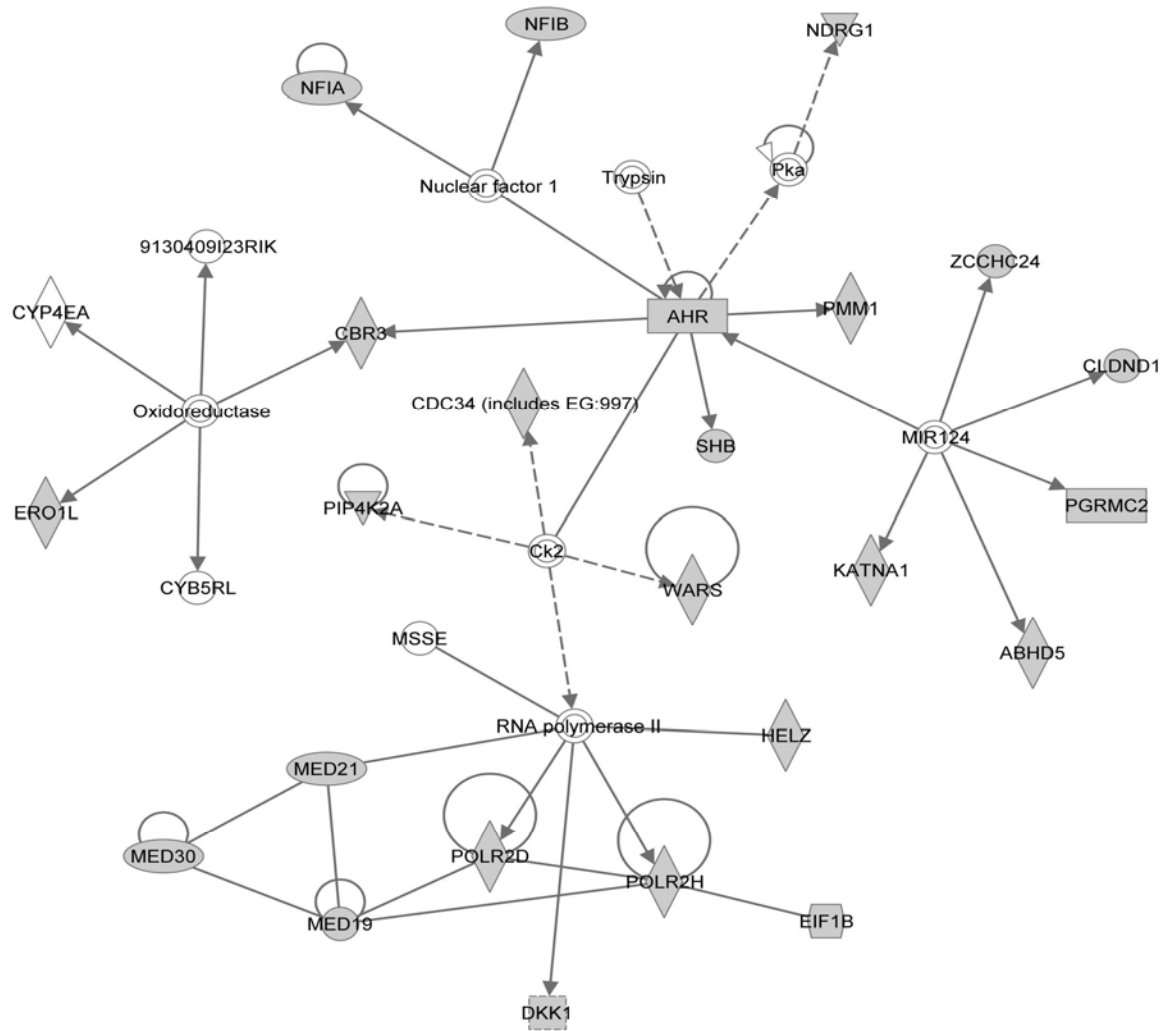 NFIB
NDRG1
NFIA
Nuclear factor 1
Trypsin
Pka
9130409I23RIK
ZCCHC24
CYP4EA
CBR3
AHR
PMM1
CLDND1
Oxidoreductase
CDC34 (includes EG:997)
SHB
MIR124
ERO1L
PIP4K2A
PGRMC2
Ck2
KATNA1
CYB5RL
WARS
MSSE
ABHD5
RNA polymerase II
HELZ
MED21
MED30
POLR2D
POLR2H
MED19
EIF1B
DKK1